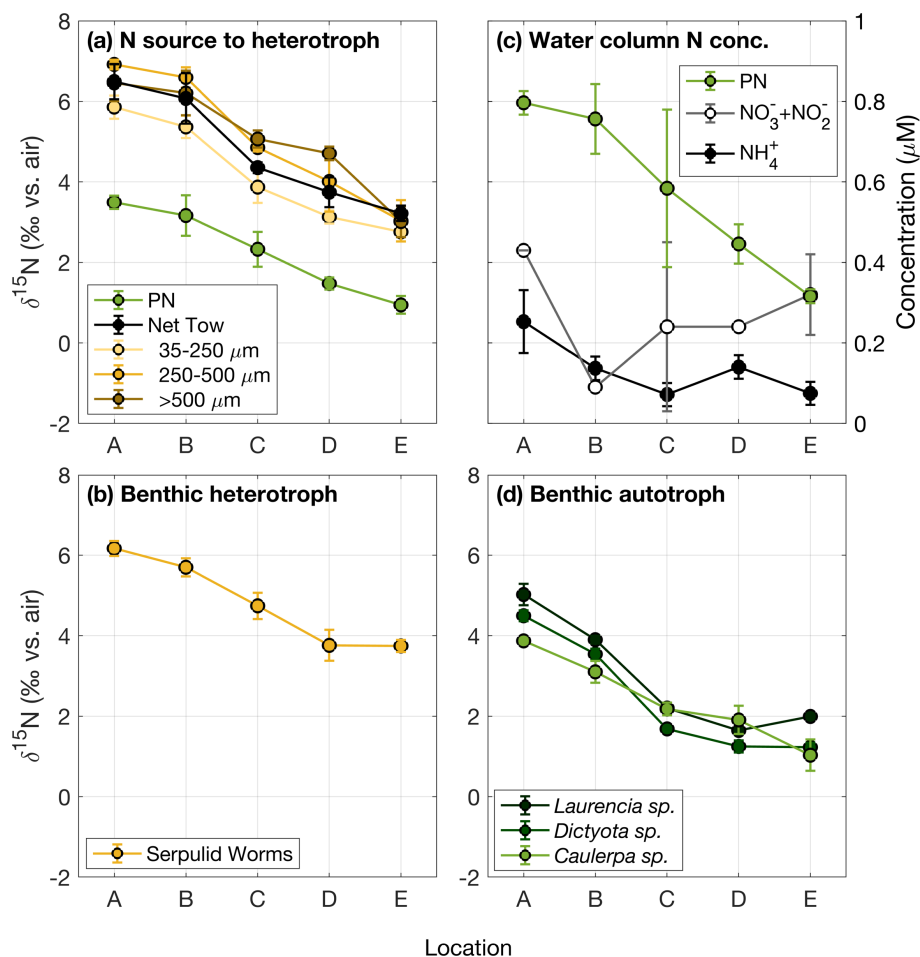 (a) N source to heterotroph
8
6
4
2
0
-2
δ¹⁵N (‰ vs. air)
PN
Net Tow
35-250 μm
250-500 μm
>500 μm
A B C D E
(c) Water column N conc.
1
0.8
0.6
0.4
0.2
0
Concentration (μM)
PN
NO₃⁻+NO₂⁻
NH₄⁺
A B C D E
(b) Benthic heterotroph
8
6
4
2
0
-2
δ¹⁵N (‰ vs. air)
Serpulid Worms
A B C D E
(d) Benthic autotroph
8
6
4
2
0
-2
δ¹⁵N (‰ vs. air)
Laurencia sp.
Dictyota sp.
Caulerpa sp.
A B C D E
Location